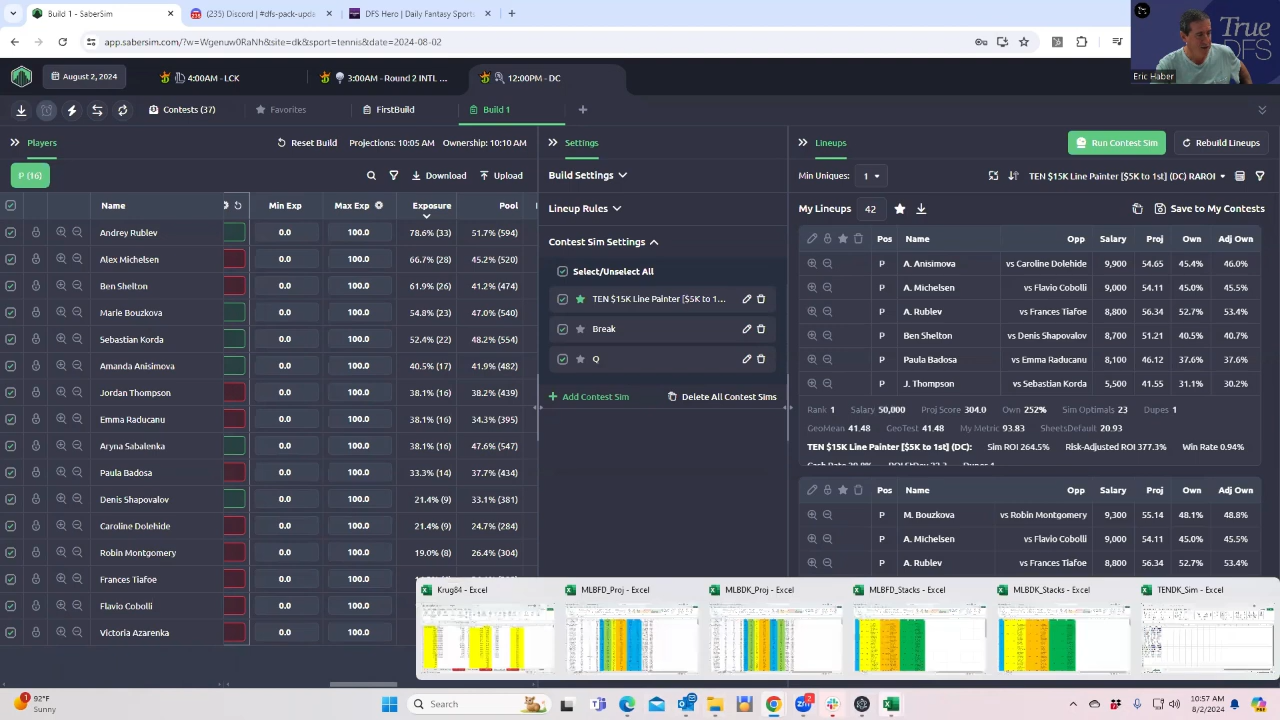 Build 1 - SaberSim
(235) Discord | #dfs-pack-upda
DFS Hero | Daily Fantasy Sport
app.sabersim.com/?w=Wgenuw0RaNh&site=dk&sport=tennis&date=2024-08-02
True
DFS
Eric Haber
August 2, 2024
4:00AM - LCK
3:00AM - Round 2 INTL ...
12:00PM - DC
Contests (37)
Favorites
FirstBuild
Build 1
Players
Reset Build
Projections: 10:05 AM
Ownership: 10:10 AM
Settings
Lineups
Run Contest Sim
Rebuild Lineups
P (16)
Download
Upload
Build Settings
Min Uniques:
1
TEN $15K Line Painter [$5K to 1st] (DC) RAROI
Name
Min Exp
Max Exp
Exposure
Pool
Lineup Rules
My Lineups
42
Save to My Contests
Andrey Rublev 0.0 100.0 78.6% (33) 51.7% (594)
Alex Michelsen 0.0 100.0 66.7% (28) 45.2% (520)
Ben Shelton 0.0 100.0 61.9% (26) 41.2% (474)
Marie Bouzkova 0.0 100.0 54.8% (23) 47.0% (540)
Sebastian Korda 0.0 100.0 52.4% (22) 48.2% (554)
Amanda Anisimova 0.0 100.0 40.5% (17) 41.9% (482)
Jordan Thompson 0.0 100.0 38.1% (16) 38.2% (439)
Emma Raducanu 0.0 100.0 38.1% (16) 34.3% (395)
Aryna Sabalenka 0.0 100.0 38.1% (16) 47.6% (547)
Paula Badosa 0.0 100.0 33.3% (14) 37.7% (434)
Denis Shapovalov 0.0 100.0 21.4% (9) 33.1% (381)
Caroline Dolehide 0.0 100.0 21.4% (9) 24.7% (284)
Robin Montgomery 0.0 100.0 19.0% (8) 26.4% (304)
Frances Tiafoe 0.0 100.0
Flavio Cobolli 0.0 100.0
Victoria Azarenka 0.0 100.0
Contest Sim Settings
Select/Unselect All
TEN $15K Line Painter [$5K to 1...
Break
Q
Add Contest Sim
Delete All Contest Sims
Pos Name Opp Salary Proj Own Adj Own
P A. Anisimova vs Caroline Dolehide 9,900 54.65 45.4% 46.0%
P A. Michelsen vs Flavio Cobolli 9,000 54.11 45.0% 45.5%
P A. Rublev vs Frances Tiafoe 8,800 56.34 52.7% 53.4%
P Ben Shelton vs Denis Shapovalov 8,700 51.21 40.5% 40.7%
P Paula Badosa vs Emma Raducanu 8,100 46.12 37.6% 37.6%
P J. Thompson vs Sebastian Korda 5,500 41.55 31.1% 30.2%
Rank 1 Salary 50,000 Proj Score 304.0 Own 252% Sim Optimals 23 Dupes 1
GeoMean 41.48 GeoTest 41.48 My Metric 93.83 SheetsDefault 20.93
TEN $15K Line Painter [$5K to 1st] (DC): Sim ROI 264.5% Risk-Adjusted ROI 377.3% Win Rate 0.94%
Pos Name Opp Salary Proj Own Adj Own
P M. Bouzkova vs Robin Montgomery 9,300 55.14 48.1% 48.8%
P A. Michelsen vs Flavio Cobolli 9,000 54.11 45.0% 45.5%
P A. Rublev vs Frances Tiafoe 8,800 56.34 52.7% 53.4%
Krug84 - Excel
MLBFD_Proj - Excel
MLBDK_Proj - Excel
MLBFD_Stacks - Excel
MLBDK_Stacks - Excel
TENDK_Sim - Excel
92°F
Sunny
Search
10:57 AM
8/2/2024